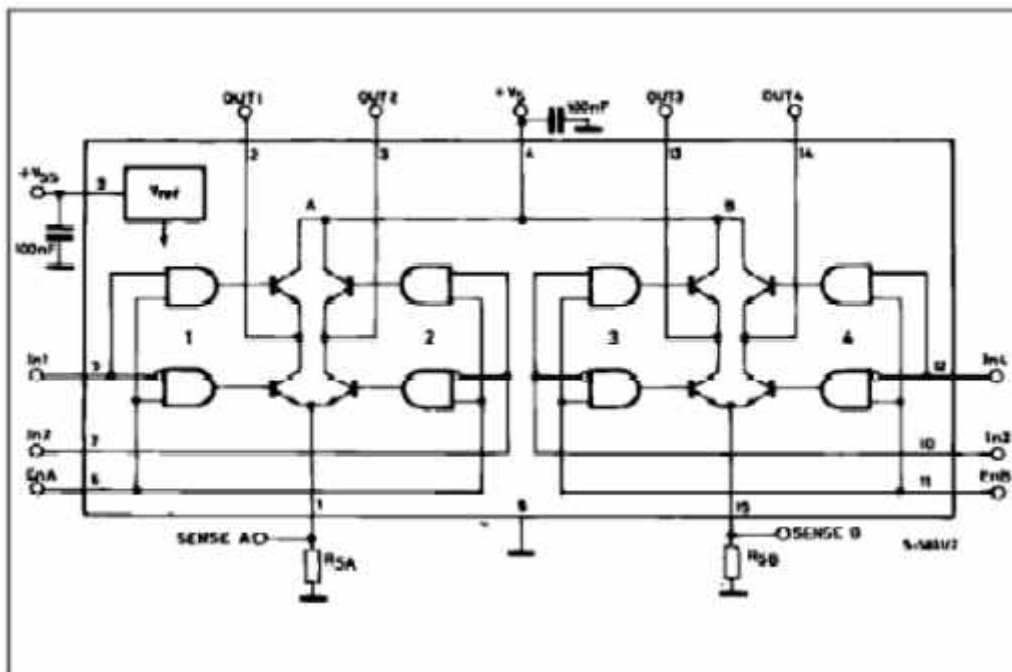 OUT1
OUT2
+Vs
100nF
OUT3
OUT4
2
3
4
13
14
+Vss
9
Vref
A
B
100nF
1
2
3
4
In1
5
12
In4
In2
7
10
In3
EnA
6
11
EnB
1
8
15
SENSE A
SENSE B
RSA
RSB